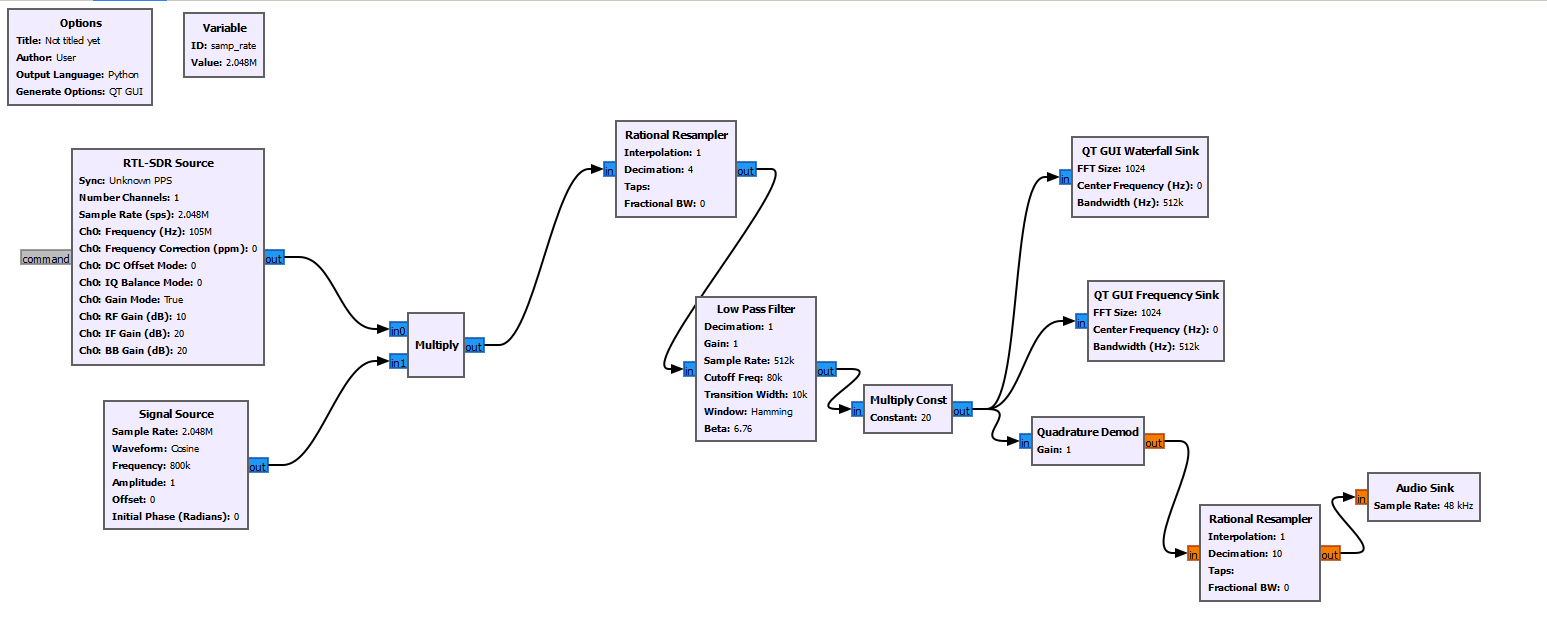 Options
Title: Not titled yet
Author: User
Output Language: Python
Generate Options: QT GUI
Variable
ID: samp_rate
Value: 2.048M
RTL-SDR Source
Sync: Unknown PPS
Number Channels: 1
Sample Rate (sps): 2.048M
Ch0: Frequency (Hz): 105M
Ch0: Frequency Correction (ppm): 0
Ch0: DC Offset Mode: 0
Ch0: IQ Balance Mode: 0
Ch0: Gain Mode: True
Ch0: RF Gain (dB): 10
Ch0: IF Gain (dB): 20
Ch0: BB Gain (dB): 20
command
out
Signal Source
Sample Rate: 2.048M
Waveform: Cosine
Frequency: 800k
Amplitude: 1
Offset: 0
Initial Phase (Radians): 0
out
in0
in1
Multiply
out
in
Rational Resampler
Interpolation: 1
Decimation: 4
Taps:
Fractional BW: 0
out
in
Low Pass Filter
Decimation: 1
Gain: 1
Sample Rate: 512k
Cutoff Freq: 80k
Transition Width: 10k
Window: Hamming
Beta: 6.76
out
in
Multiply Const
Constant: 20
out
in
QT GUI Waterfall Sink
FFT Size: 1024
Center Frequency (Hz): 0
Bandwidth (Hz): 512k
in
QT GUI Frequency Sink
FFT Size: 1024
Center Frequency (Hz): 0
Bandwidth (Hz): 512k
in
Quadrature Demod
Gain: 1
out
in
Rational Resampler
Interpolation: 1
Decimation: 10
Taps:
Fractional BW: 0
out
in
Audio Sink
Sample Rate: 48 kHz